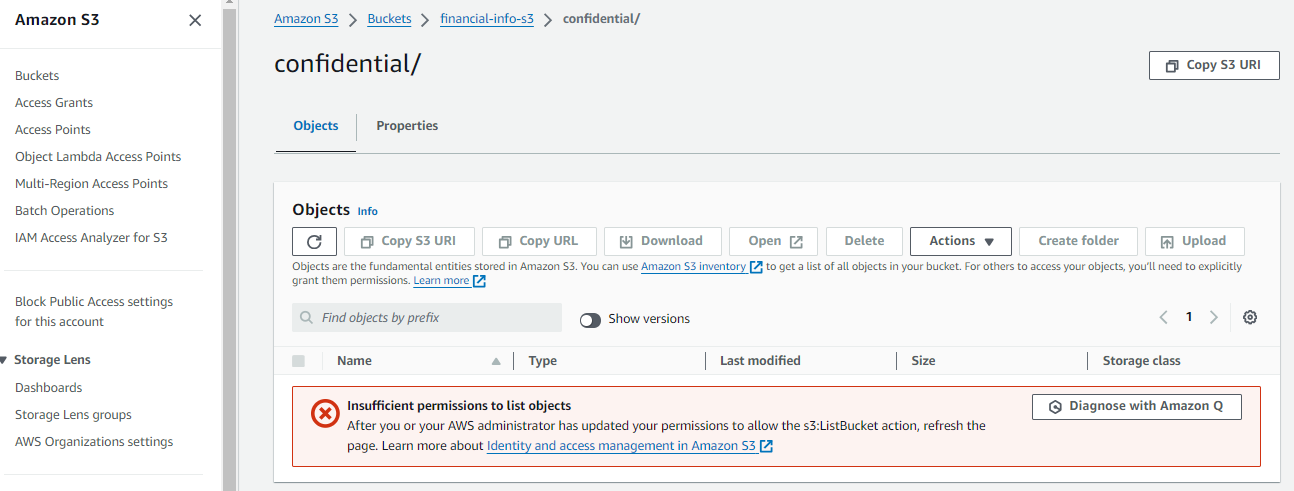 Amazon S3
Buckets
Access Grants
Access Points
Object Lambda Access Points
Multi-Region Access Points
Batch Operations
IAM Access Analyzer for S3
Block Public Access settings
for this account
Storage Lens
Dashboards
Storage Lens groups
AWS Organizations settings
Amazon S3 > Buckets > financial-info-s3 > confidential/
confidential/
Copy S3 URI
Objects Properties
Objects Info
Copy S3 URI Copy URL Download Open Delete Actions Create folder Upload
Objects are the fundamental entities stored in Amazon S3. You can use Amazon S3 inventory to get a list of all objects in your bucket. For others to access your objects, you'll need to explicitly
grant them permissions. Learn more
Find objects by prefix Show versions 1
Name Type Last modified Size Storage class
Insufficient permissions to list objects
After you or your AWS administrator has updated your permissions to allow the s3:ListBucket action, refresh the
page. Learn more about Identity and access management in Amazon S3
Diagnose with Amazon Q